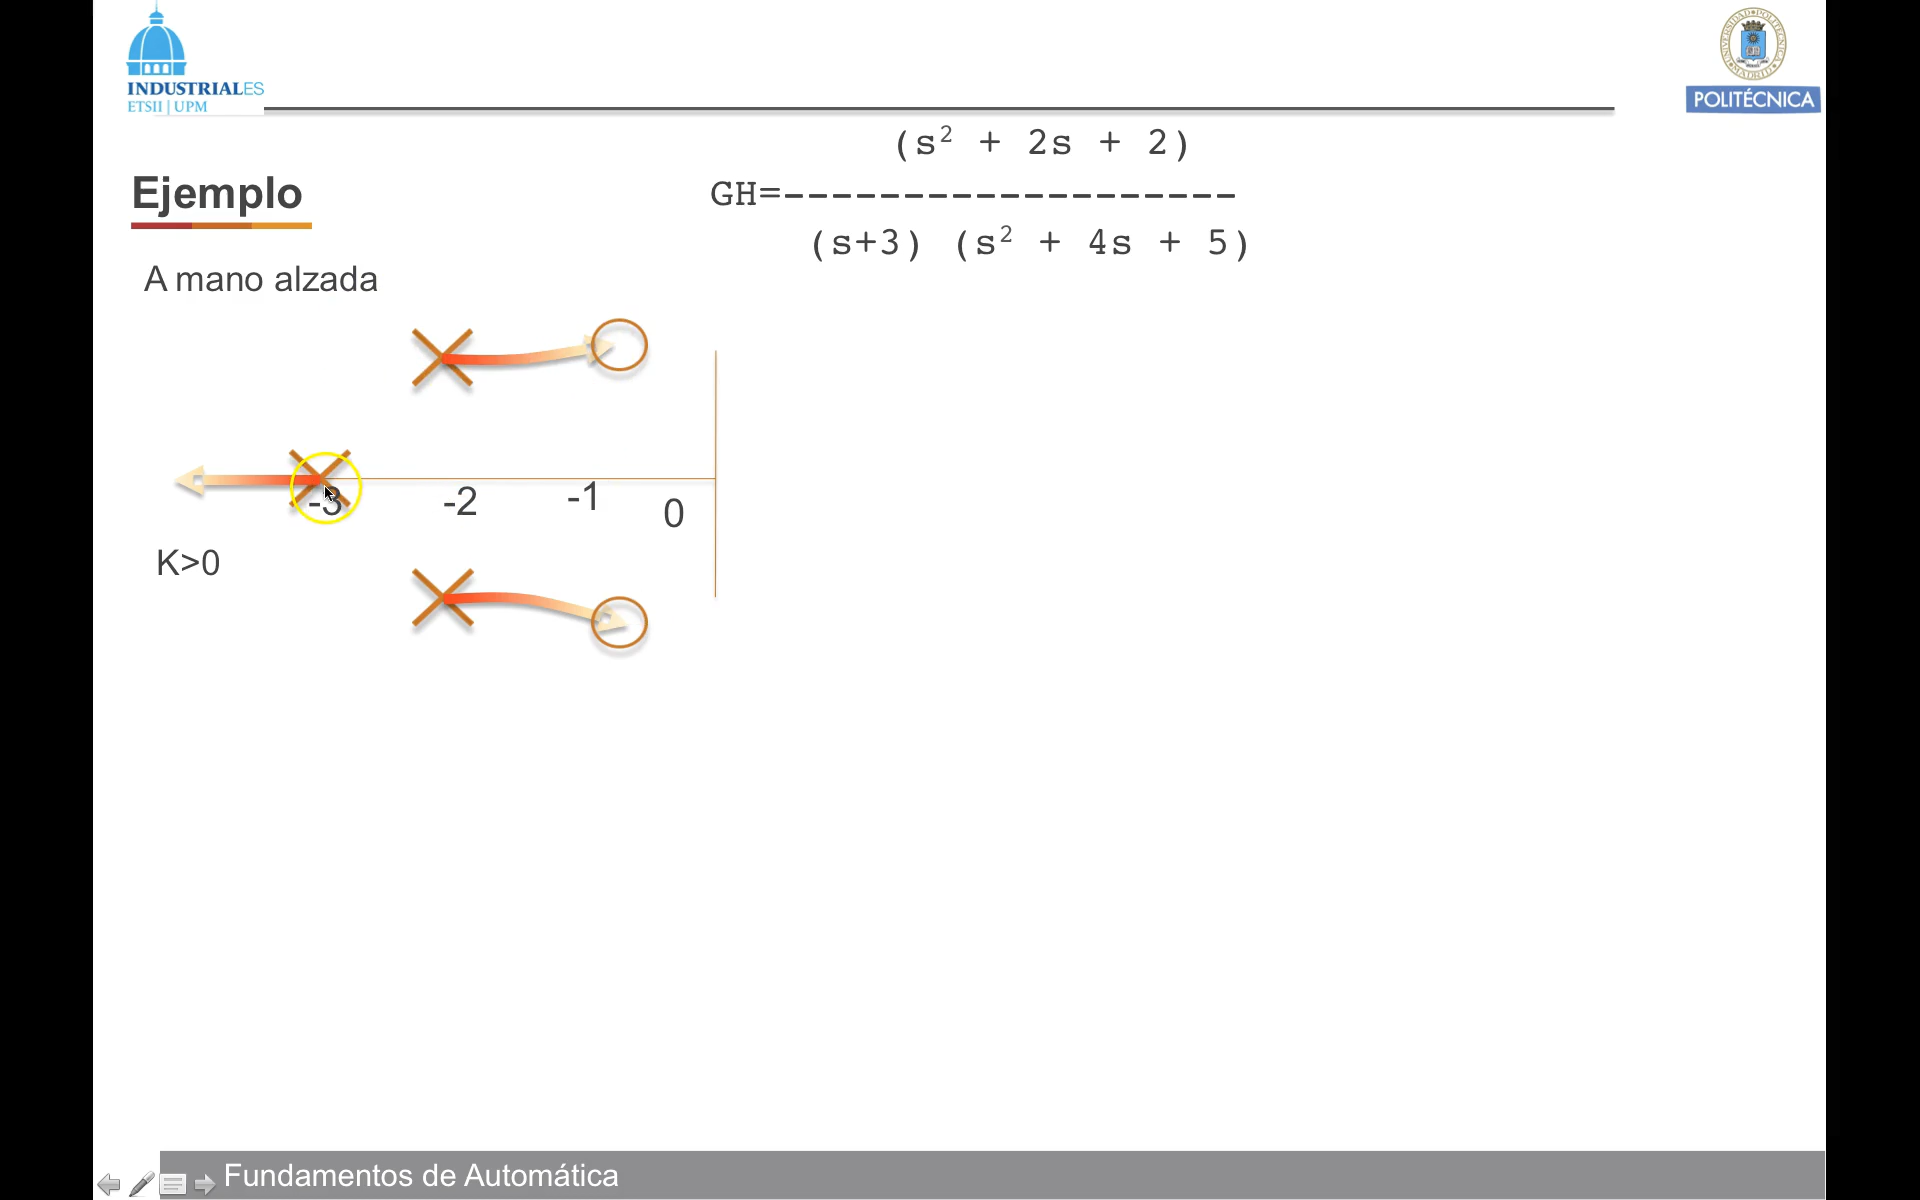 INDUSTRIALES
ETSII | UPM
POLITÉCNICA
(s² + 2s + 2)
GH=-------------------
(s+3) (s² + 4s + 5)
Ejemplo
A mano alzada
-3
-2
-1
0
K>0
Fundamentos de Automática